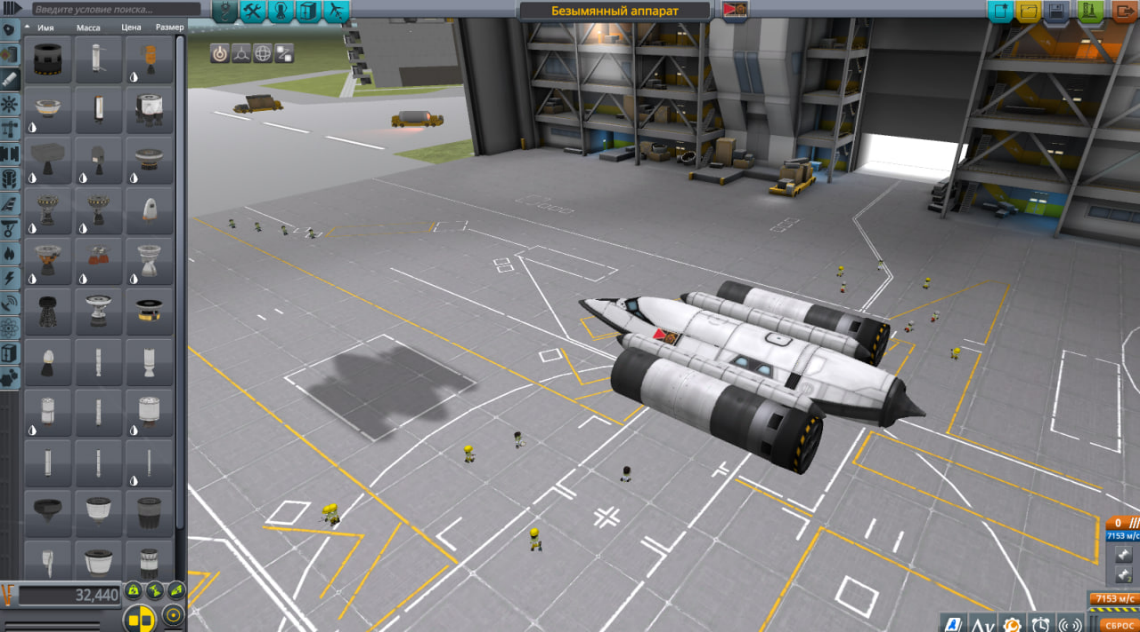 Введите условие поиска...
Безымянный аппарат
Имя Масса Цена Размер
0
7153 м/с
32,440
7153 м/с
СБРОС